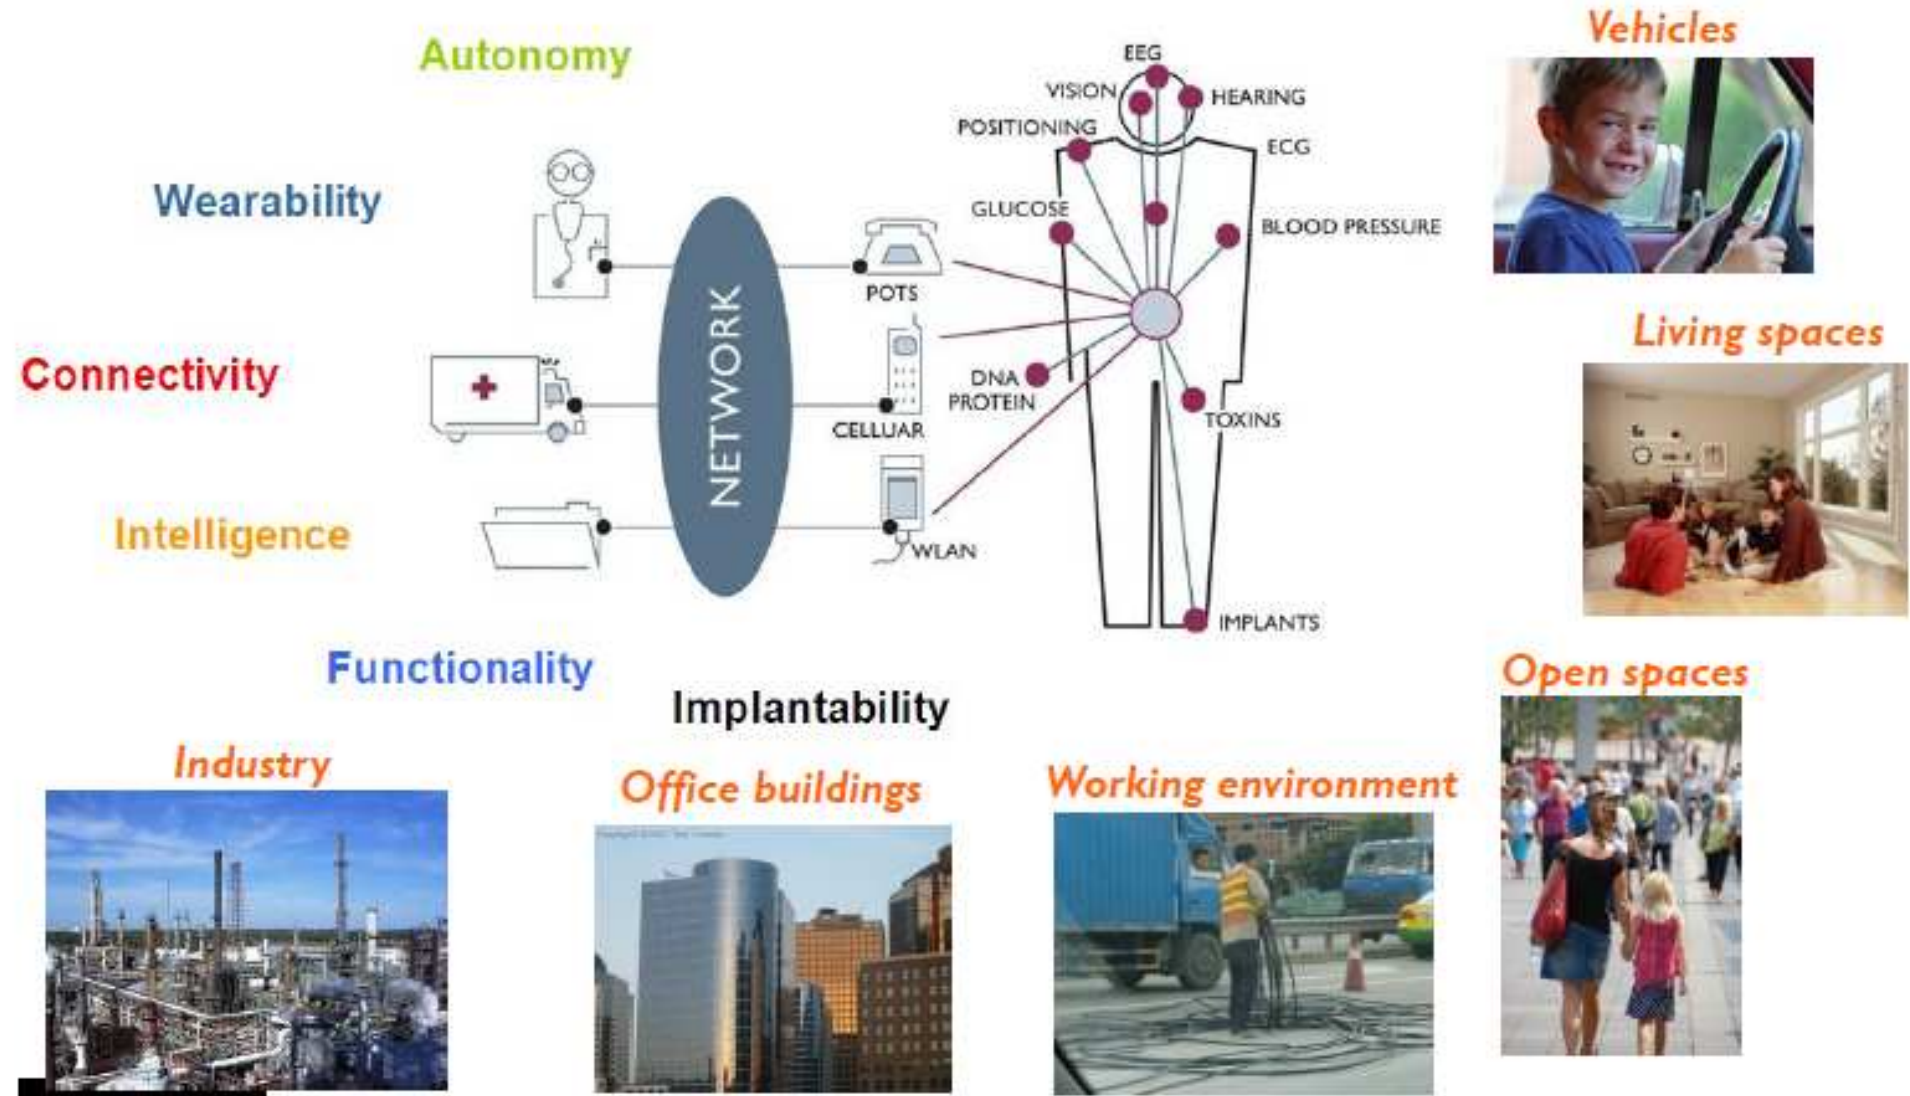 Autonomy
Wearability
Connectivity
Intelligence
Functionality
Implantability
NETWORK
POTS
CELLUAR
WLAN
EEG
VISION
HEARING
POSITIONING
ECG
GLUCOSE
BLOOD PRESSURE
DNA
PROTEIN
TOXINS
IMPLANTS
Vehicles
Living spaces
Open spaces
Industry
Office buildings
Working environment